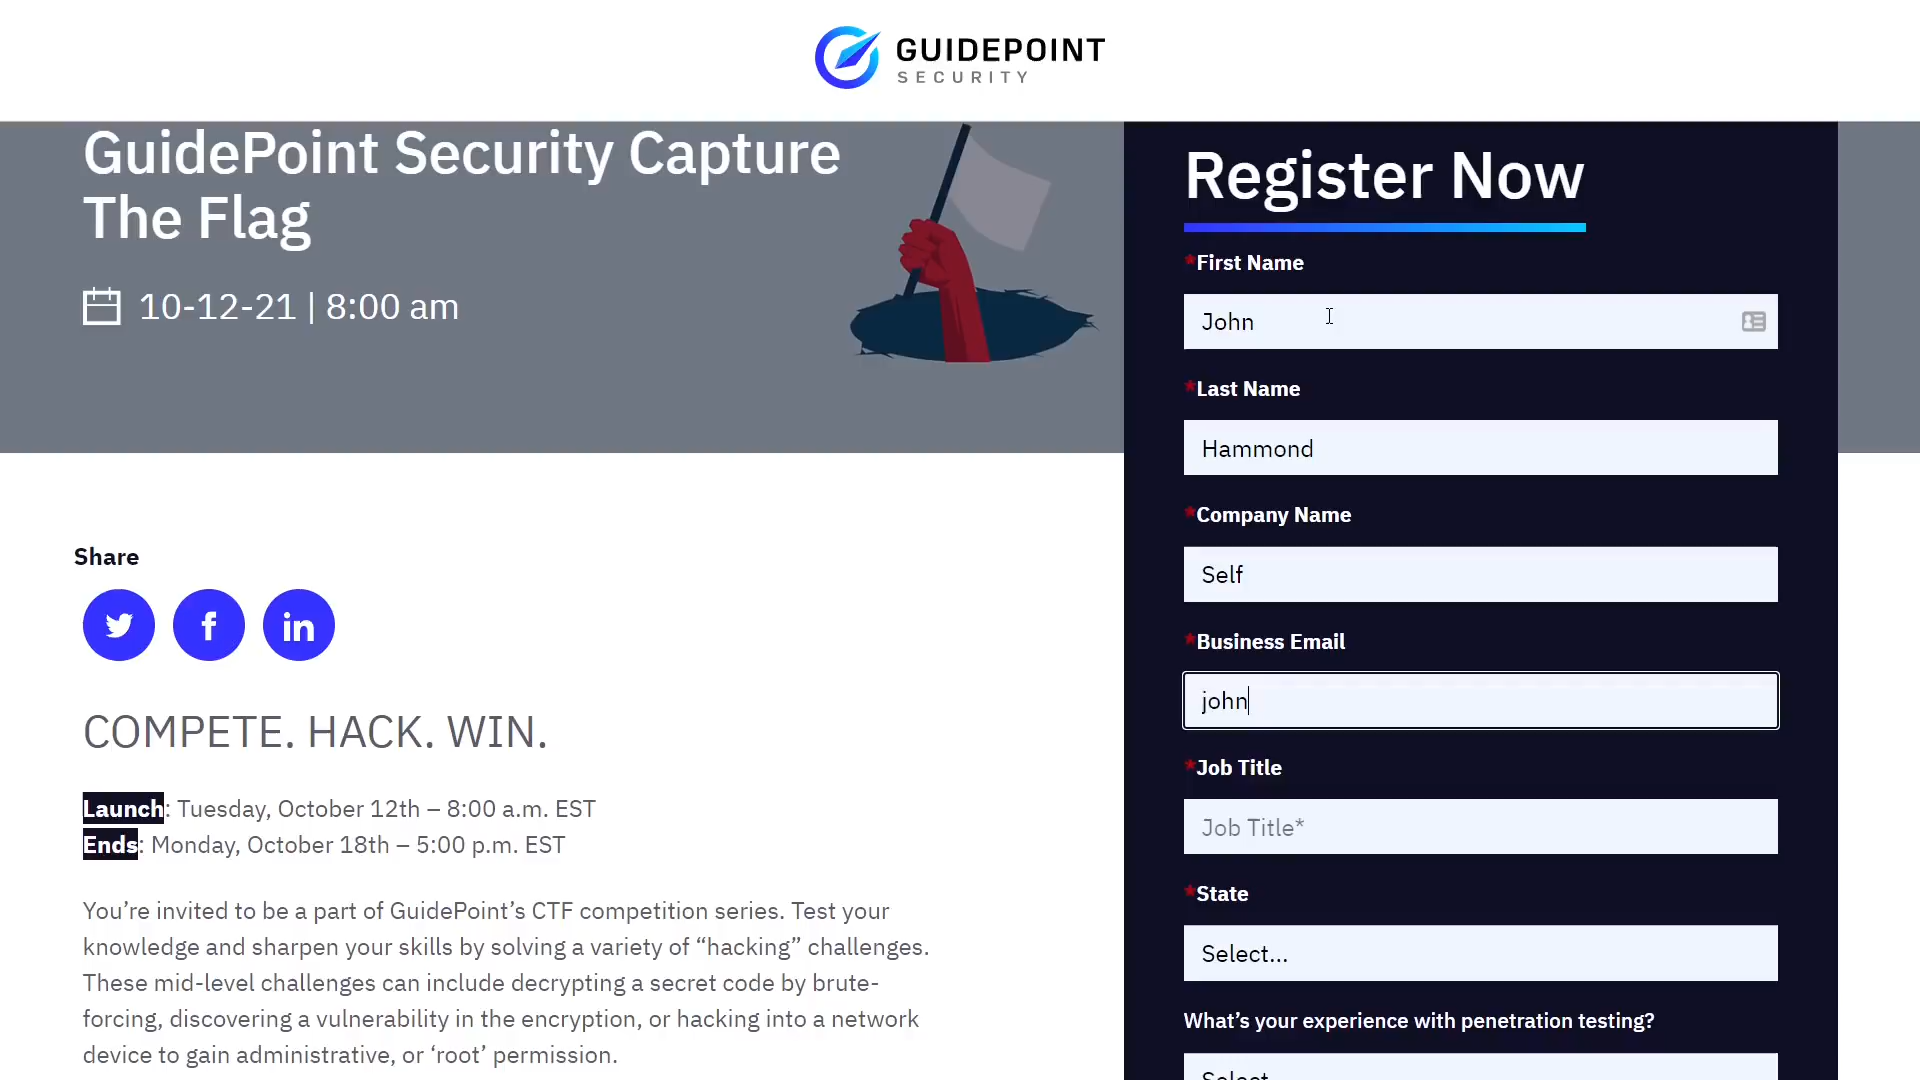 GUIDEPOINT
SECURITY
GuidePoint Security Capture
The Flag
10-12-21 | 8:00 am
Share
COMPETE. HACK. WIN.
Launch: Tuesday, October 12th – 8:00 a.m. EST
Ends: Monday, October 18th – 5:00 p.m. EST
You’re invited to be a part of GuidePoint’s CTF competition series. Test your
knowledge and sharpen your skills by solving a variety of “hacking” challenges.
These mid-level challenges can include decrypting a secret code by brute-
forcing, discovering a vulnerability in the encryption, or hacking into a network
device to gain administrative, or ‘root’ permission.
Register Now
*First Name
John
*Last Name
Hammond
*Company Name
Self
*Business Email
john
*Job Title
Job Title*
*State
Select...
What’s your experience with penetration testing?